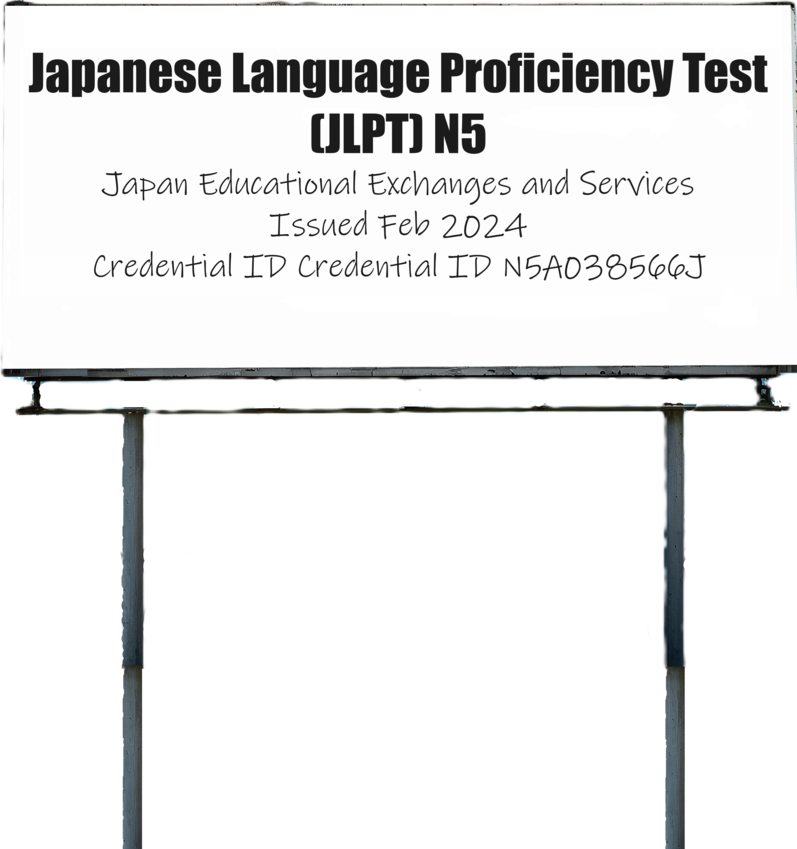 Japanese Language Proficiency Test
(JLPT) N5
Japan Educational Exchanges and Services
Issued Feb 2024
Credential ID Credential ID N5A038566J